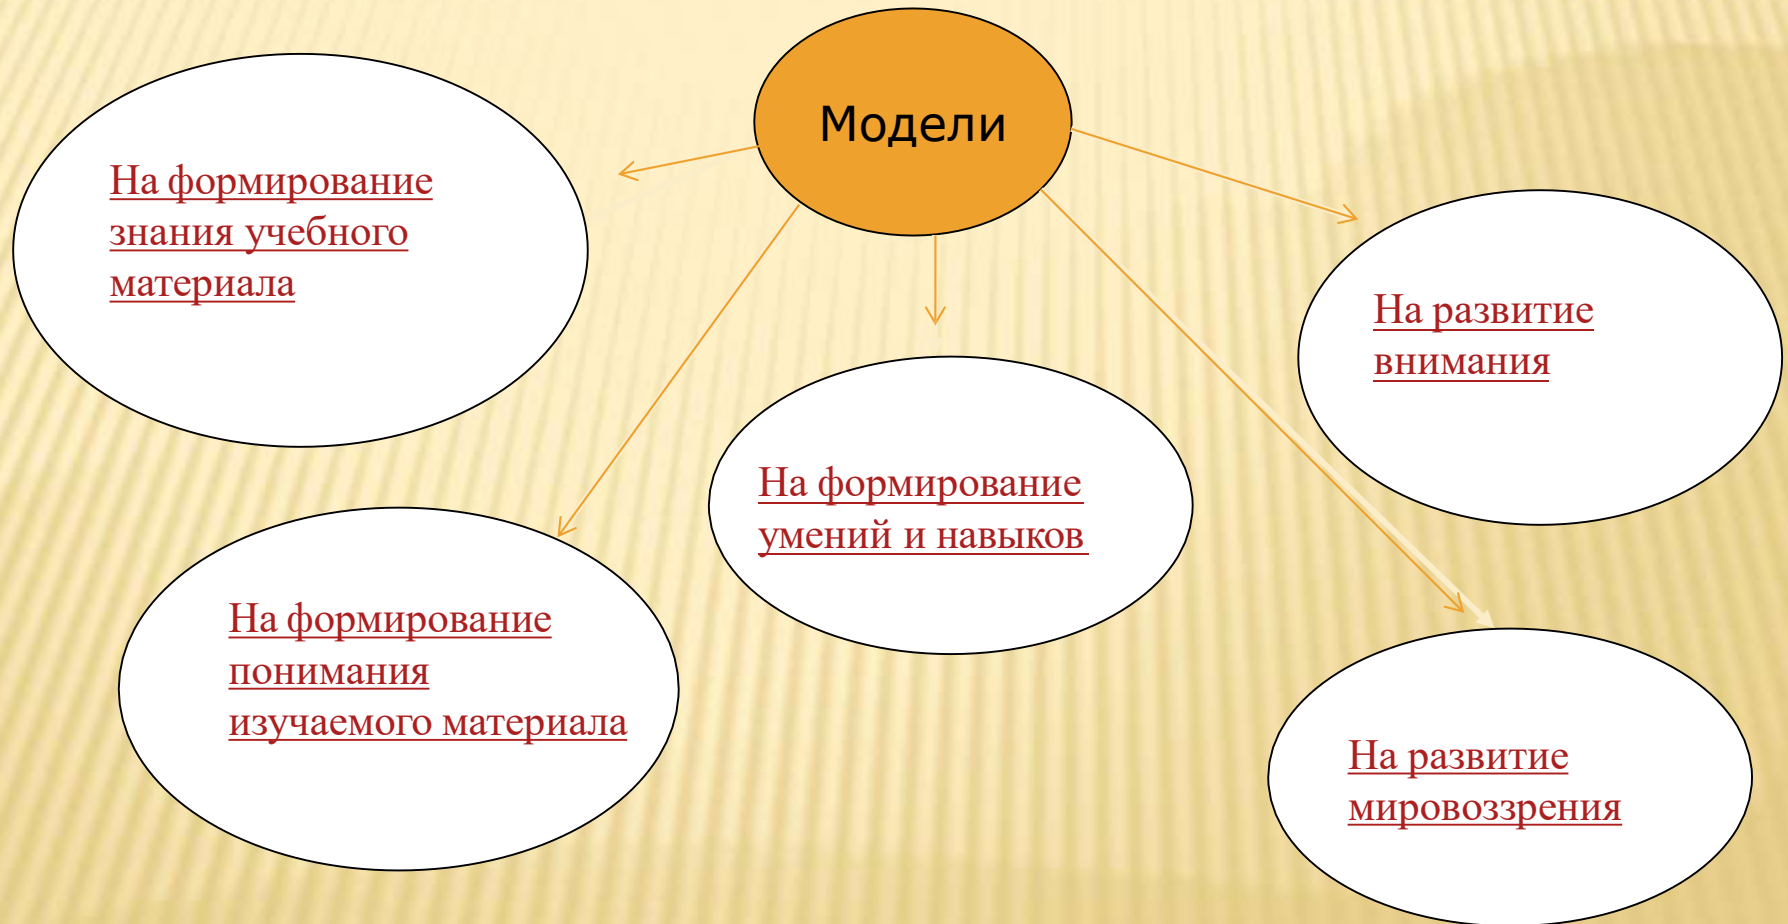 Модели
На формирование
знания учебного
материала
На развитие
внимания
На формирование
умений и навыков
На формирование
понимания
изучаемого материала
На развитие
мировоззрения